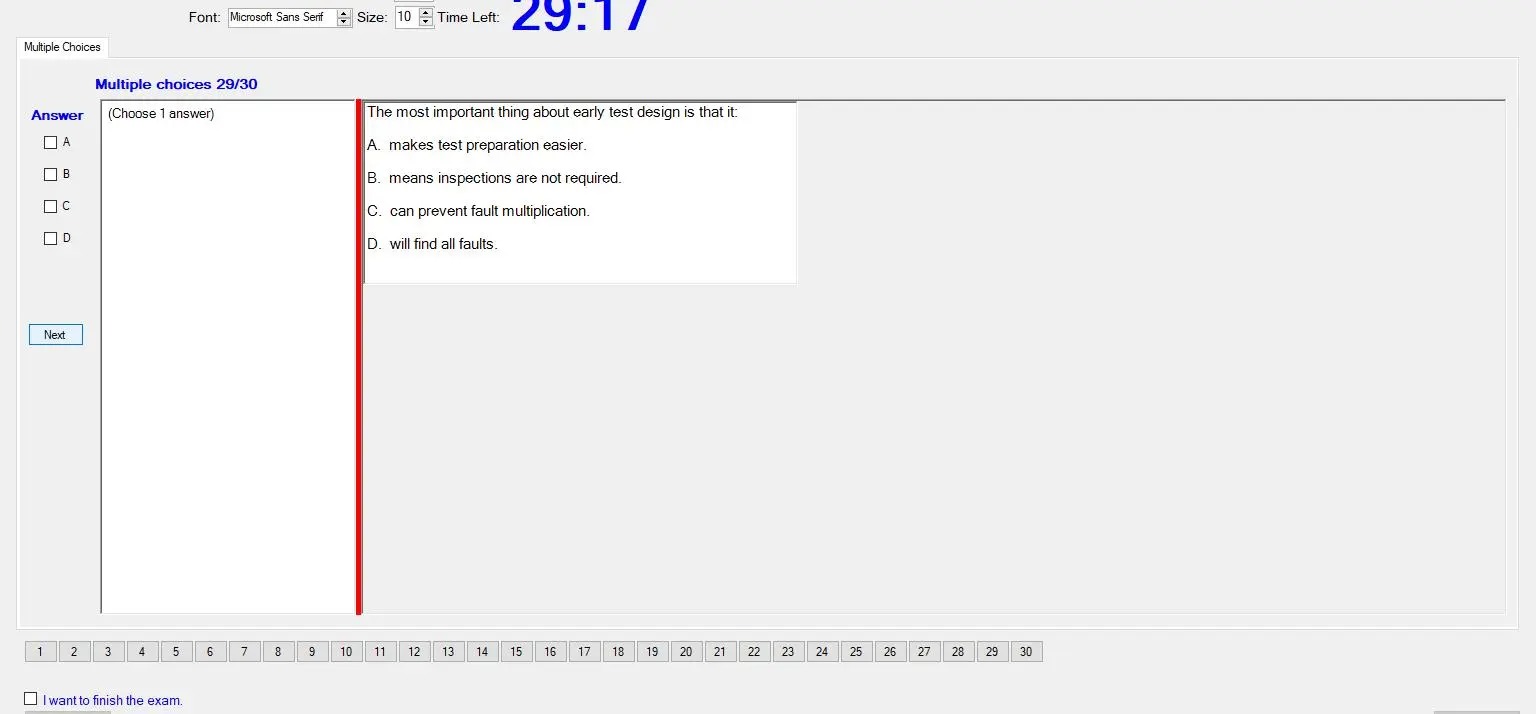 Font: Microsoft Sans Serif Size: 10 Time Left: 29:17
Multiple Choices
Multiple choices 29/30
Answer
(Choose 1 answer)
A
B
C
D
Next
The most important thing about early test design is that it:
A. makes test preparation easier.
B. means inspections are not required.
C. can prevent fault multiplication.
D. will find all faults.
1 2 3 4 5 6 7 8 9 10 11 12 13 14 15 16 17 18 19 20 21 22 23 24 25 26 27 28 29 30
I want to finish the exam.